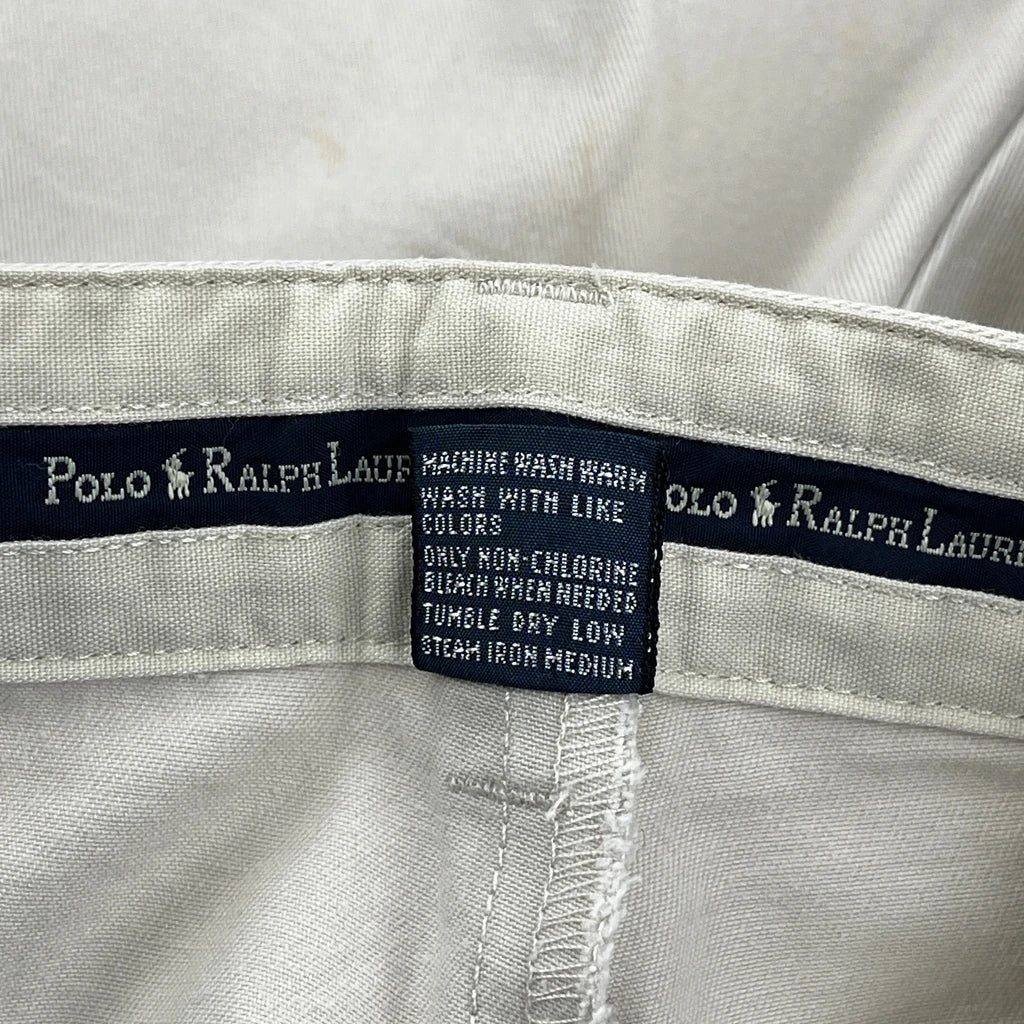 POLO RALPH LAUR
MACHINE WASH WARM
WASH WITH LIKE
COLORS
ONLY NON-CHLORINE
BLEACH WHEN NEEDED
TUMBLE DRY LOW
STEAM IRON MEDIUM
OLO RALPH LAURE